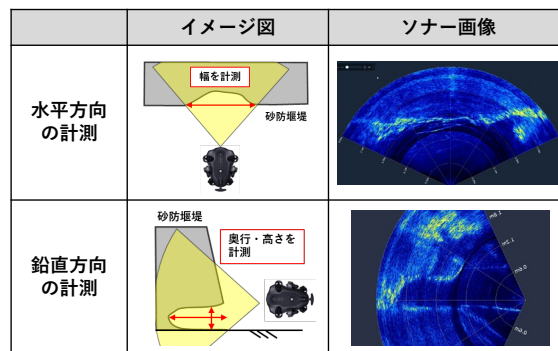 イメージ図
ソナー画像
水平方向
の計測
幅を計測
砂防堰堤
鉛直方向
の計測
砂防堰堤
奥行・高さを
計測